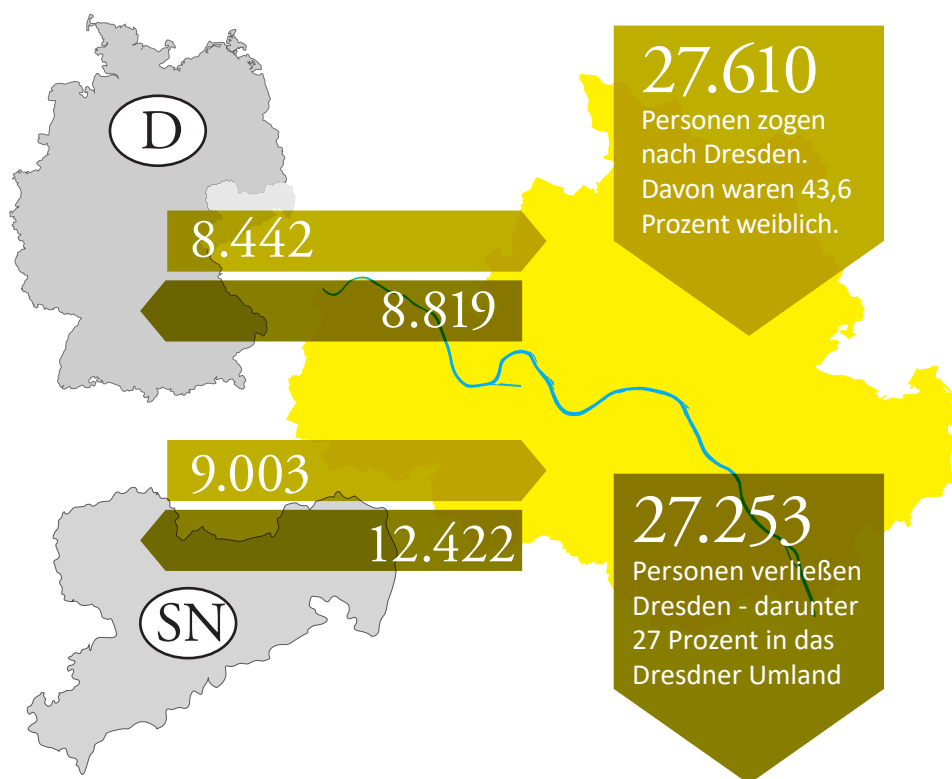 D
8.442
8.819
9.003
12.422
SN
27.610
Personen zogen
nach Dresden.
Davon waren 43,6
Prozent weiblich.
27.253
Personen verließen
Dresden - darunter
27 Prozent in das
Dresdner Umland